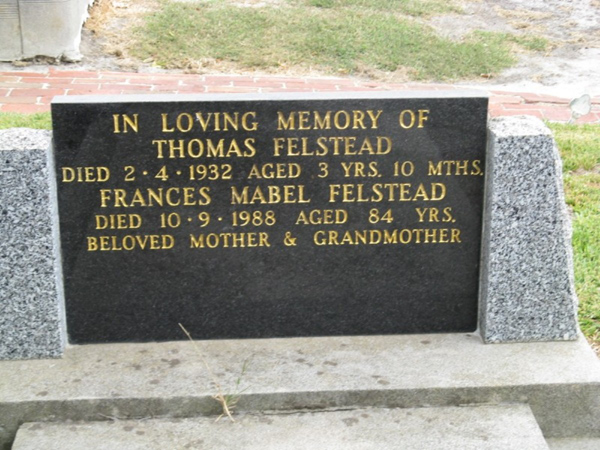 IN LOVING MEMORY OF
THOMAS FELSTEAD
DIED 2·4·1932 AGED 3 YRS. 10 MTHS.
FRANCES MABEL FELSTEAD
DIED 10·9·1988 AGED 84 YRS.
BELOVED MOTHER & GRANDMOTHER